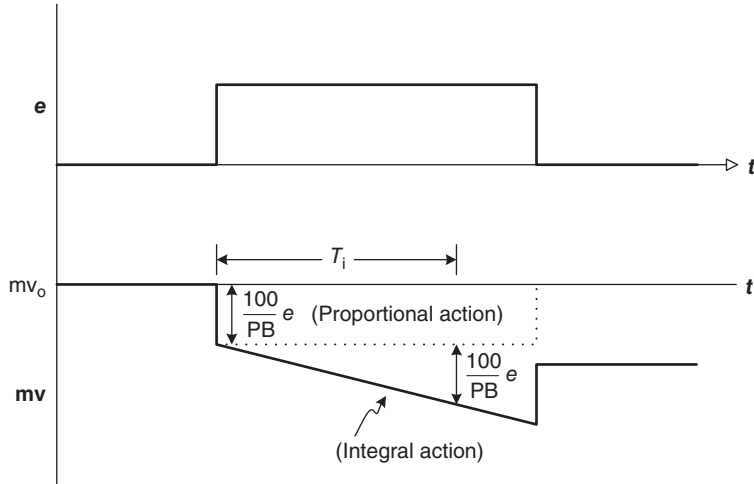 e
t
T_i
mv_o
t
100/PB e (Proportional action)
100/PB e
mv
(Integral action)